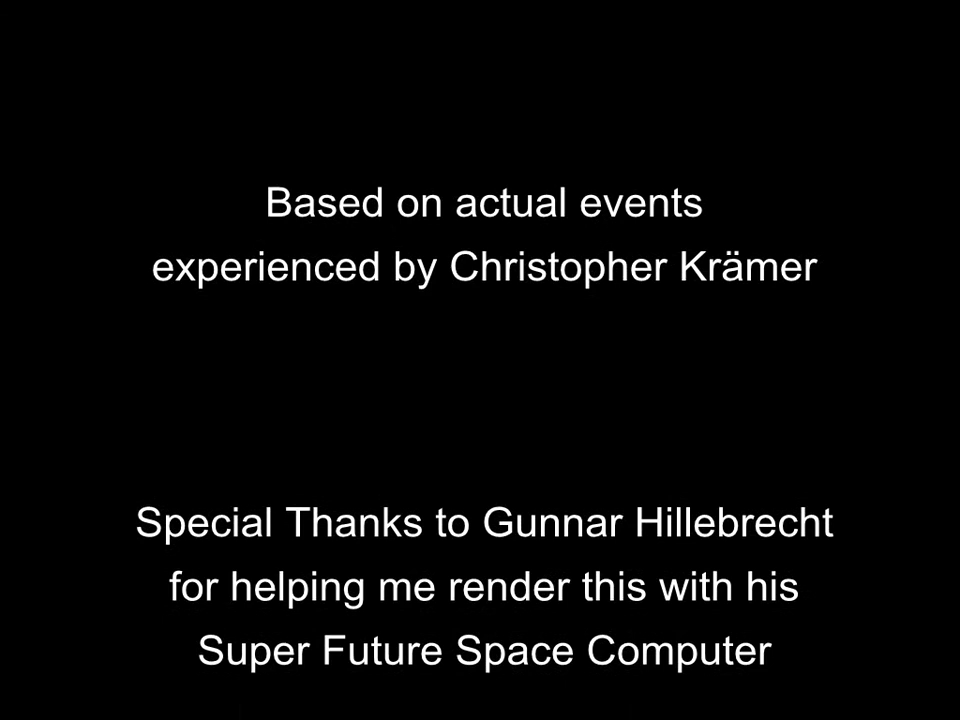 Based on actual events
experienced by Christopher Krämer
Special Thanks to Gunnar Hillebrecht
for helping me render this with his
Super Future Space Computer